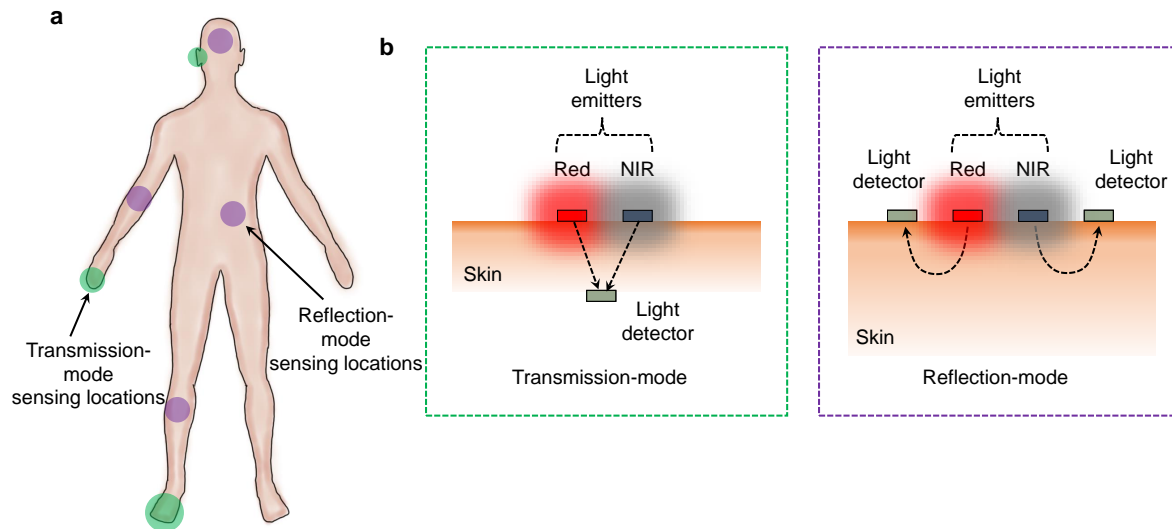 a
Transmission-
mode
sensing locations
Reflection-
mode
sensing locations
b
Light
emitters
Red
NIR
Skin
Light
detector
Transmission-mode
Light
emitters
Light
detector
Red
NIR
Light
detector
Skin
Reflection-mode